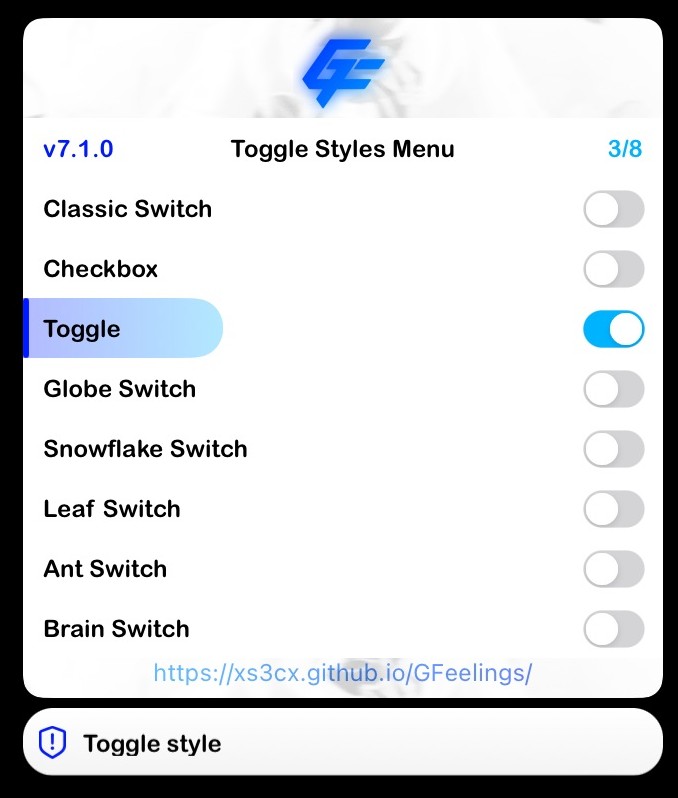 GF
v7.1.0 Toggle Styles Menu 3/8
Classic Switch
Checkbox
Toggle
Globe Switch
Snowflake Switch
Leaf Switch
Ant Switch
Brain Switch
https://xs3cx.github.io/GFeelings/
Toggle style